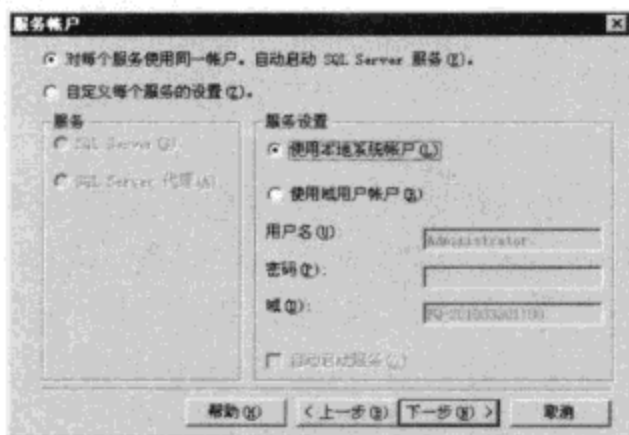 服务帐户
对每个服务使用同一帐户。自动启动 SQL Server 服务(E)。
自定义每个服务的设置(C)。
服务
SQL Server(S)
SQL Server 代理(A)
服务设置
使用本地系统帐户(L)
使用域用户帐户(D)
用户名(U)
Administrator
密码(P):
域(D):
自动启动服务(O)
帮助(H)
<上一步(B)
下一步(N) >
取消